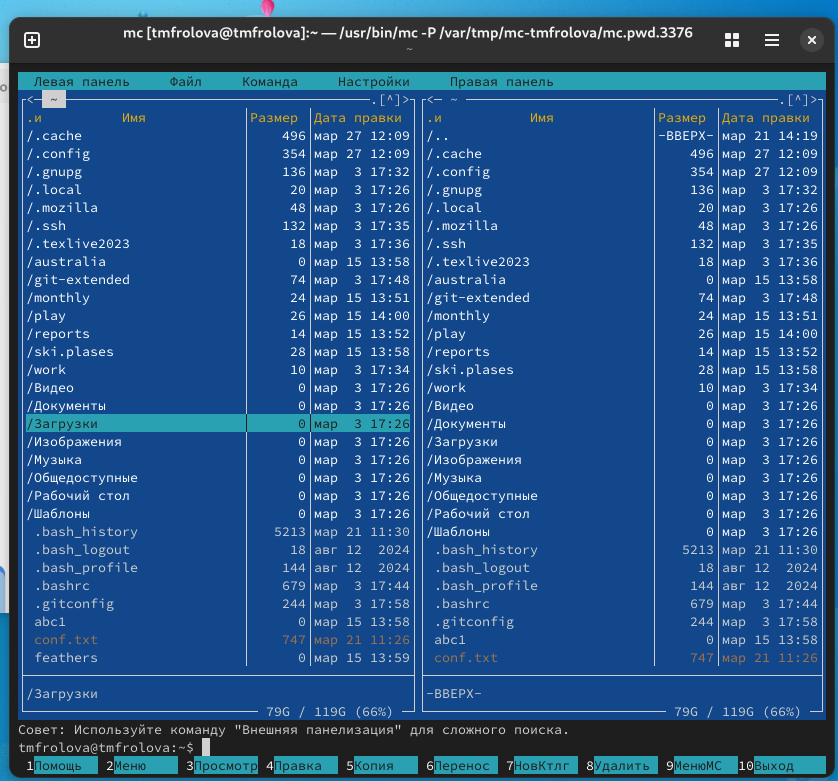 mc [tmfrolova@tmfrolova]:~ — /usr/bin/mc -P /var/tmp/mc-tmfrolova/mc.pwd.3376
~
Левая панель Файл Команда Настройки Правая панель
<─ ~ .[^]> <─ ~ .[^]>
.и Имя Размер Дата правки .и Имя Размер Дата правки
/.cache 496 мар 27 12:09 /.. -ВВЕРХ- мар 21 14:19
/.config 354 мар 27 12:09 /.cache 496 мар 27 12:09
/.gnupg 136 мар 3 17:32 /.config 354 мар 27 12:09
/.local 20 мар 3 17:26 /.gnupg 136 мар 3 17:32
/.mozilla 48 мар 3 17:26 /.local 20 мар 3 17:26
/.ssh 132 мар 3 17:35 /.mozilla 48 мар 3 17:26
/.texlive2023 18 мар 3 17:36 /.ssh 132 мар 3 17:35
/australia 0 мар 15 13:58 /.texlive2023 18 мар 3 17:36
/git-extended 74 мар 3 17:48 /australia 0 мар 15 13:58
/monthly 24 мар 15 13:51 /git-extended 74 мар 3 17:48
/play 26 мар 15 14:00 /monthly 24 мар 15 13:51
/reports 14 мар 15 13:52 /play 26 мар 15 14:00
/ski.plases 28 мар 15 13:58 /reports 14 мар 15 13:52
/work 10 мар 3 17:34 /ski.plases 28 мар 15 13:58
/Видео 0 мар 3 17:26 /work 10 мар 3 17:34
/Документы 0 мар 3 17:26 /Видео 0 мар 3 17:26
/Загрузки 0 мар 3 17:26 /Документы 0 мар 3 17:26
/Изображения 0 мар 3 17:26 /Загрузки 0 мар 3 17:26
/Музыка 0 мар 3 17:26 /Изображения 0 мар 3 17:26
/Общедоступные 0 мар 3 17:26 /Музыка 0 мар 3 17:26
/Рабочий стол 0 мар 3 17:26 /Общедоступные 0 мар 3 17:26
/Шаблоны 0 мар 3 17:26 /Рабочий стол 0 мар 3 17:26
.bash_history 5213 мар 21 11:30 /Шаблоны 0 мар 3 17:26
.bash_logout 18 авг 12 2024 .bash_history 5213 мар 21 11:30
.bash_profile 144 авг 12 2024 .bash_logout 18 авг 12 2024
.bashrc 679 мар 3 17:44 .bash_profile 144 авг 12 2024
.gitconfig 244 мар 3 17:58 .bashrc 679 мар 3 17:44
abc1 0 мар 15 13:58 .gitconfig 244 мар 3 17:58
conf.txt 747 мар 21 11:26 abc1 0 мар 15 13:58
feathers 0 мар 15 13:59 conf.txt 747 мар 21 11:26
/Загрузки -ВВЕРХ-
79G / 119G (66%) 79G / 119G (66%)
Совет: Используйте команду "Внешняя панелизация" для сложного поиска.
tmfrolova@tmfrolova:~$
1Помощь 2Меню 3Просмотр 4Правка 5Копия 6Перенос 7НовКтлг 8Удалить 9МенюМС 10Выход